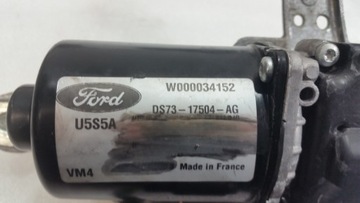 Ford
W000034152
DS73-17504-AG
U5S5A
VM4
Made in France